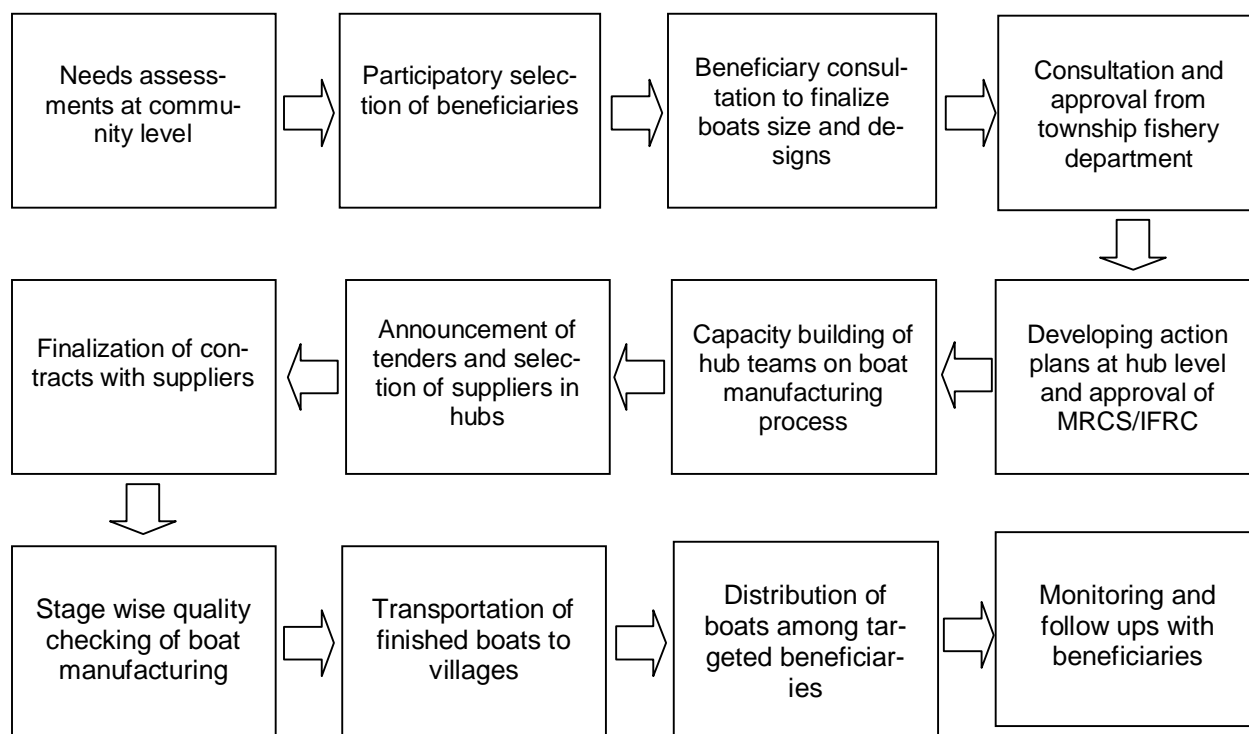 Needs assess-
ments at commu-
nity level
Participatory selec-
tion of beneficiaries
Beneficiary consul-
tation to finalize
boats size and de-
signs
Consultation and
approval from
township fishery
department
Developing action
plans at hub level
and approval of
MRCS/IFRC
Capacity building of
hub teams on boat
manufacturing
process
Announcement of
tenders and selec-
tion of suppliers in
hubs
Finalization of con-
tracts with suppliers
Stage wise quality
checking of boat
manufacturing
Transportation of
finished boats to
villages
Distribution of
boats among tar-
geted beneficiar-
ies
Monitoring and
follow ups with
beneficiaries